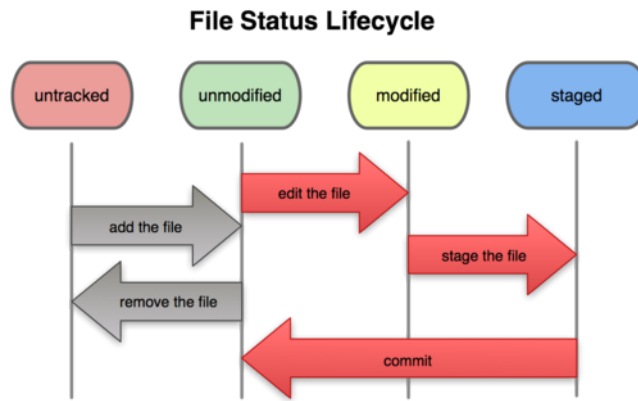 File Status Lifecycle
untracked
unmodified
modified
staged
edit the file
add the file
stage the file
remove the file
commit